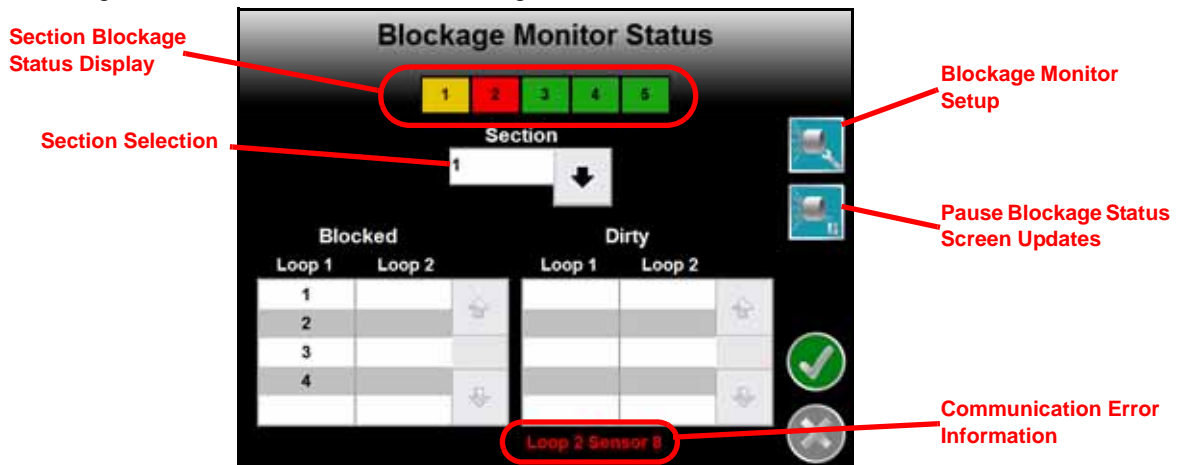 Blockage Monitor Status
Section Blockage
Status Display
1 2 3 4 5
Blockage Monitor
Setup
Section
Section Selection
1
Pause Blockage Status
Screen Updates
Blocked Dirty
Loop 1 Loop 2 Loop 1 Loop 2
1
2
3
4
Communication Error
Information
Loop 2 Sensor 8